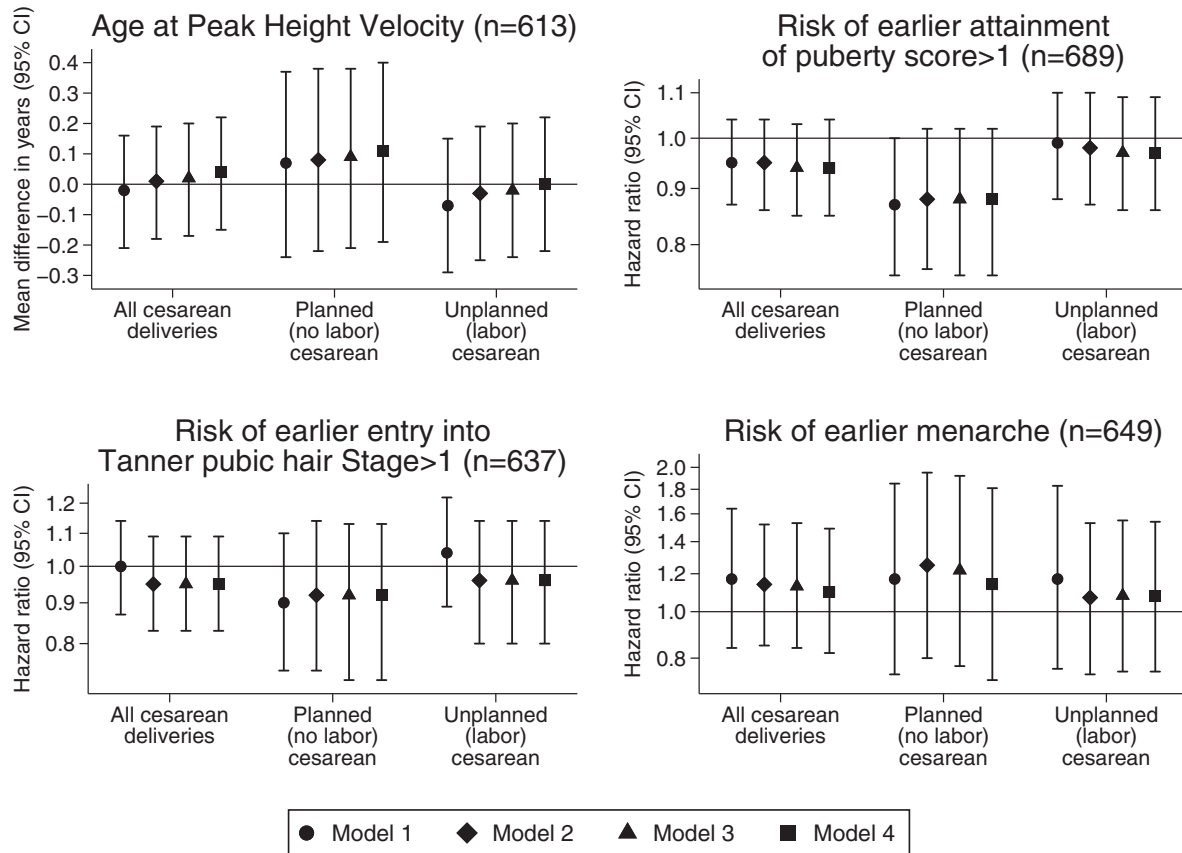 Age at Peak Height Velocity (n=613)
Mean difference in years (95% CI)
0.4
0.3
0.2
0.1
0.0
−0.1
−0.2
−0.3
All cesarean
deliveries
Planned
(no labor)
cesarean
Unplanned
(labor)
cesarean
Risk of earlier attainment
of puberty score>1 (n=689)
Hazard ratio (95% CI)
1.1
1.0
0.9
0.8
All cesarean
deliveries
Planned
(no labor)
cesarean
Unplanned
(labor)
cesarean
Risk of earlier entry into
Tanner pubic hair Stage>1 (n=637)
Hazard ratio (95% CI)
1.2
1.1
1.0
0.9
0.8
All cesarean
deliveries
Planned
(no labor)
cesarean
Unplanned
(labor)
cesarean
Risk of earlier menarche (n=649)
Hazard ratio (95% CI)
2.0
1.8
1.6
1.4
1.2
1.0
0.8
All cesarean
deliveries
Planned
(no labor)
cesarean
Unplanned
(labor)
cesarean
Model 1 Model 2 Model 3 Model 4